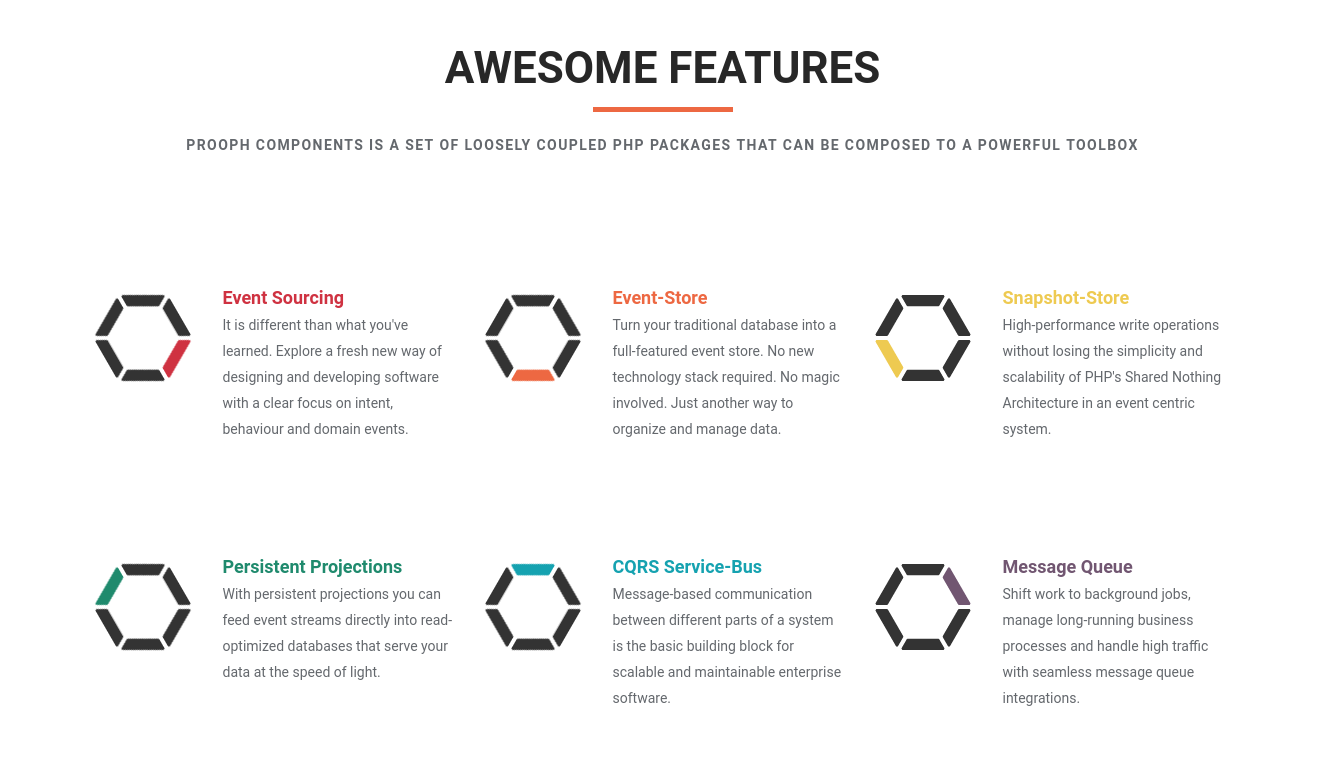 AWESOME FEATURES
PROOPH COMPONENTS IS A SET OF LOOSELY COUPLED PHP PACKAGES THAT CAN BE COMPOSED TO A POWERFUL TOOLBOX
Event Sourcing
It is different than what you've
learned. Explore a fresh new way of
designing and developing software
with a clear focus on intent,
behaviour and domain events.
Event-Store
Turn your traditional database into a
full-featured event store. No new
technology stack required. No magic
involved. Just another way to
organize and manage data.
Snapshot-Store
High-performance write operations
without losing the simplicity and
scalability of PHP's Shared Nothing
Architecture in an event centric
system.
Persistent Projections
With persistent projections you can
feed event streams directly into read-
optimized databases that serve your
data at the speed of light.
CQRS Service-Bus
Message-based communication
between different parts of a system
is the basic building block for
scalable and maintainable enterprise
software.
Message Queue
Shift work to background jobs,
manage long-running business
processes and handle high traffic
with seamless message queue
integrations.